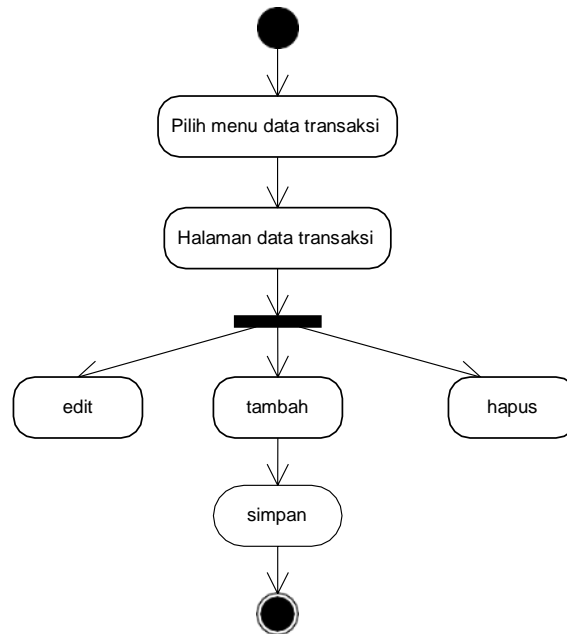 Pilih menu data transaksi
Halaman data transaksi
edit
tambah
hapus
simpan